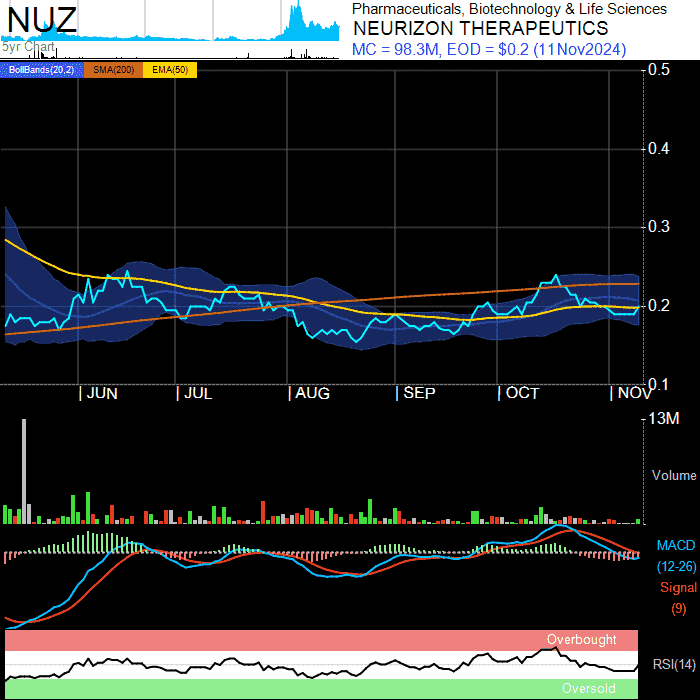 NUZ
5yr Chart
Pharmaceuticals, Biotechnology & Life Sciences
NEURIZON THERAPEUTICS
MC = 98.3M, EOD = $0.2 (11Nov2024)
BollBands(20,2) SMA(200) EMA(50)
0.5
0.4
0.3
0.2
0.1
JUN JUL AUG SEP OCT NOV
13M
Volume
MACD
(12-26)
Signal
(9)
Overbought
RSI(14)
Oversold